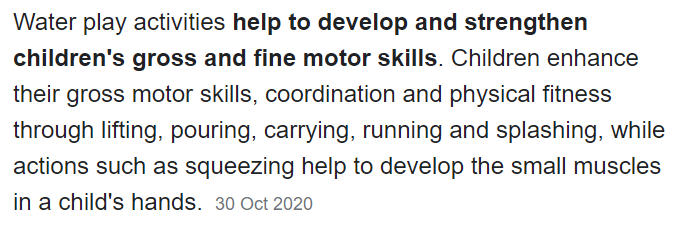 Water play activities help to develop and strengthen
children's gross and fine motor skills. Children enhance
their gross motor skills, coordination and physical fitness
through lifting, pouring, carrying, running and splashing, while
actions such as squeezing help to develop the small muscles
in a child's hands. 30 Oct 2020